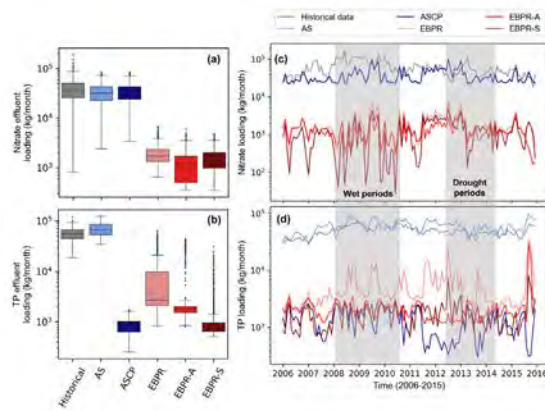 Historical data
AS
ASCP
EBPR
EBPR-A
EBPR-S
(a)
Nitrate effluent
loading (kg/month)
10⁵
10⁴
10³
(b)
TP effluent
loading (kg/month)
10⁵
10⁴
10³
Historical
AS
ASCP
EBPR
EBPR-A
EBPR-S
(c)
Nitrate loading
(kg/month)
10⁵
10⁴
10³
10²
Wet periods
Drought
periods
(d)
TP loading
(kg/month)
10⁵
10⁴
10³
2006 2007 2008 2009 2010 2011 2012 2013 2014 2015 2016
Time (2006-2015)